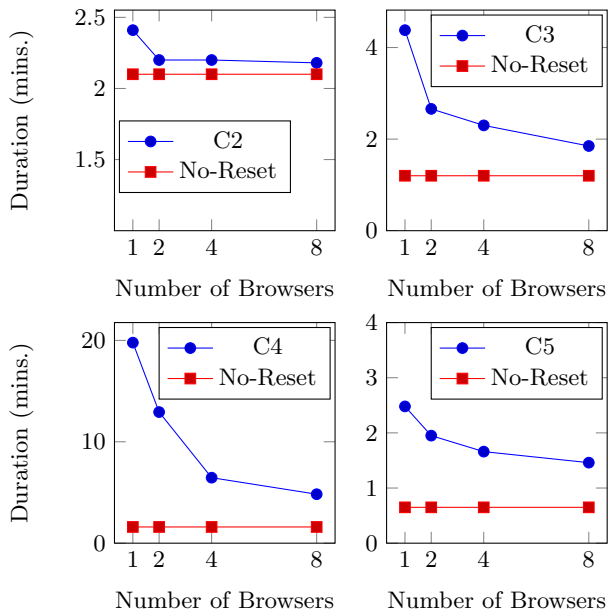 Duration (mins.)
2.5
2
1.5
C2
No-Reset
1 2 4 8
Number of Browsers
4
2
0
C3
No-Reset
1 2 4 8
Number of Browsers
Duration (mins.)
20
10
0
C4
No-Reset
1 2 4 8
Number of Browsers
4
3
2
1
0
C5
No-Reset
1 2 4 8
Number of Browsers